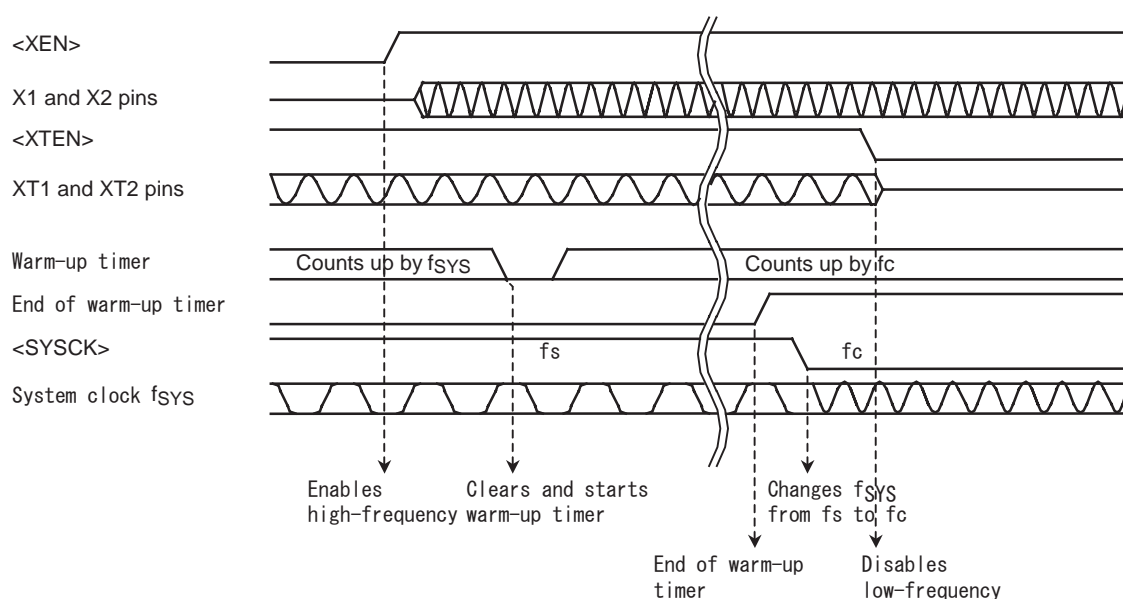 <XEN>
X1 and X2 pins
<XTEN>
XT1 and XT2 pins
Warm-up timer
Counts up by fSYS
Counts up by fc
End of warm-up timer
<SYSCK>
fs
fc
System clock fSYS
Enables
high-frequency
Clears and starts
warm-up timer
Changes fSYS
from fs to fc
End of warm-up
timer
Disables
low-frequency